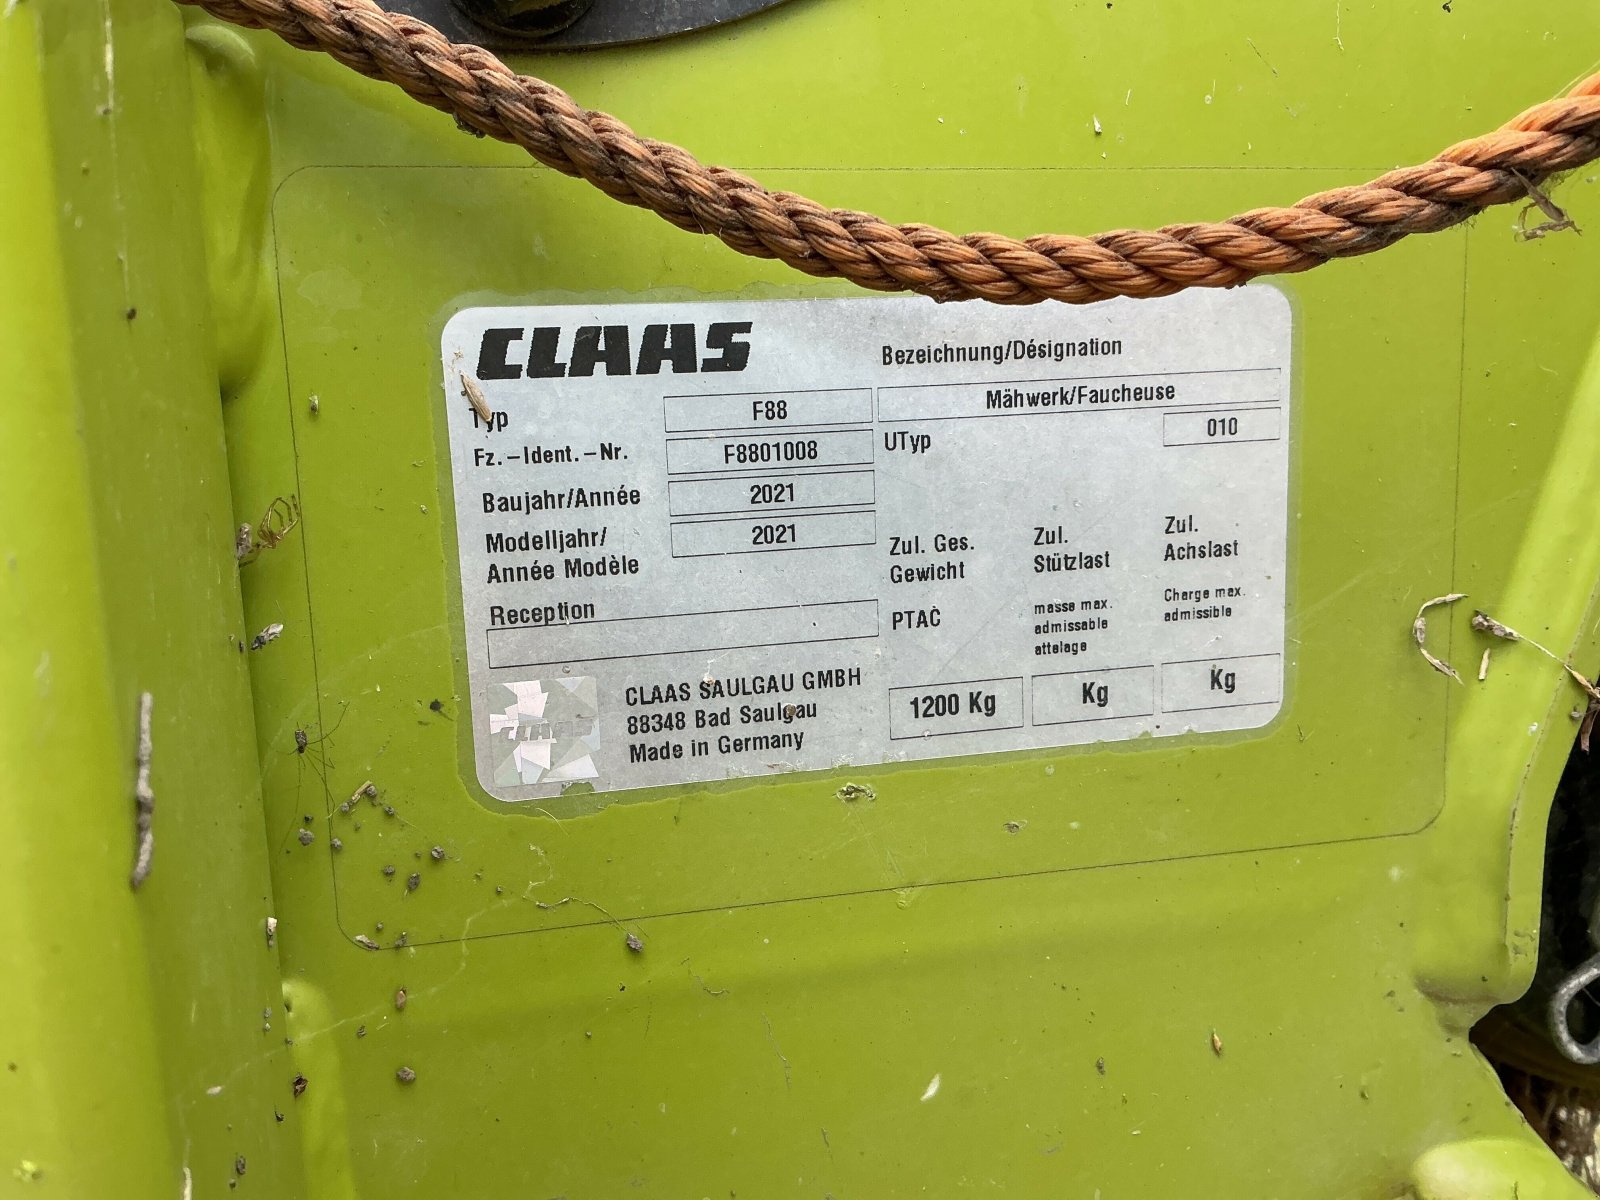 CLAAS
Bezeichnung/Désignation
Mähwerk/Faucheuse
Typ
F88
UTyp
010
Fz.-Ident.-Nr.
F8801008
Baujahr/Année
2021
Modelljahr/
Année Modèle
2021
Zul. Ges.
Gewicht
PTAC
1200 Kg
Zul.
Stützlast
masse max.
admissable
attelage
Kg
Zul.
Achslast
Charge max.
admissible
Kg
Reception
CLAAS
CLAAS SAULGAU GMBH
88348 Bad Saulgau
Made in Germany